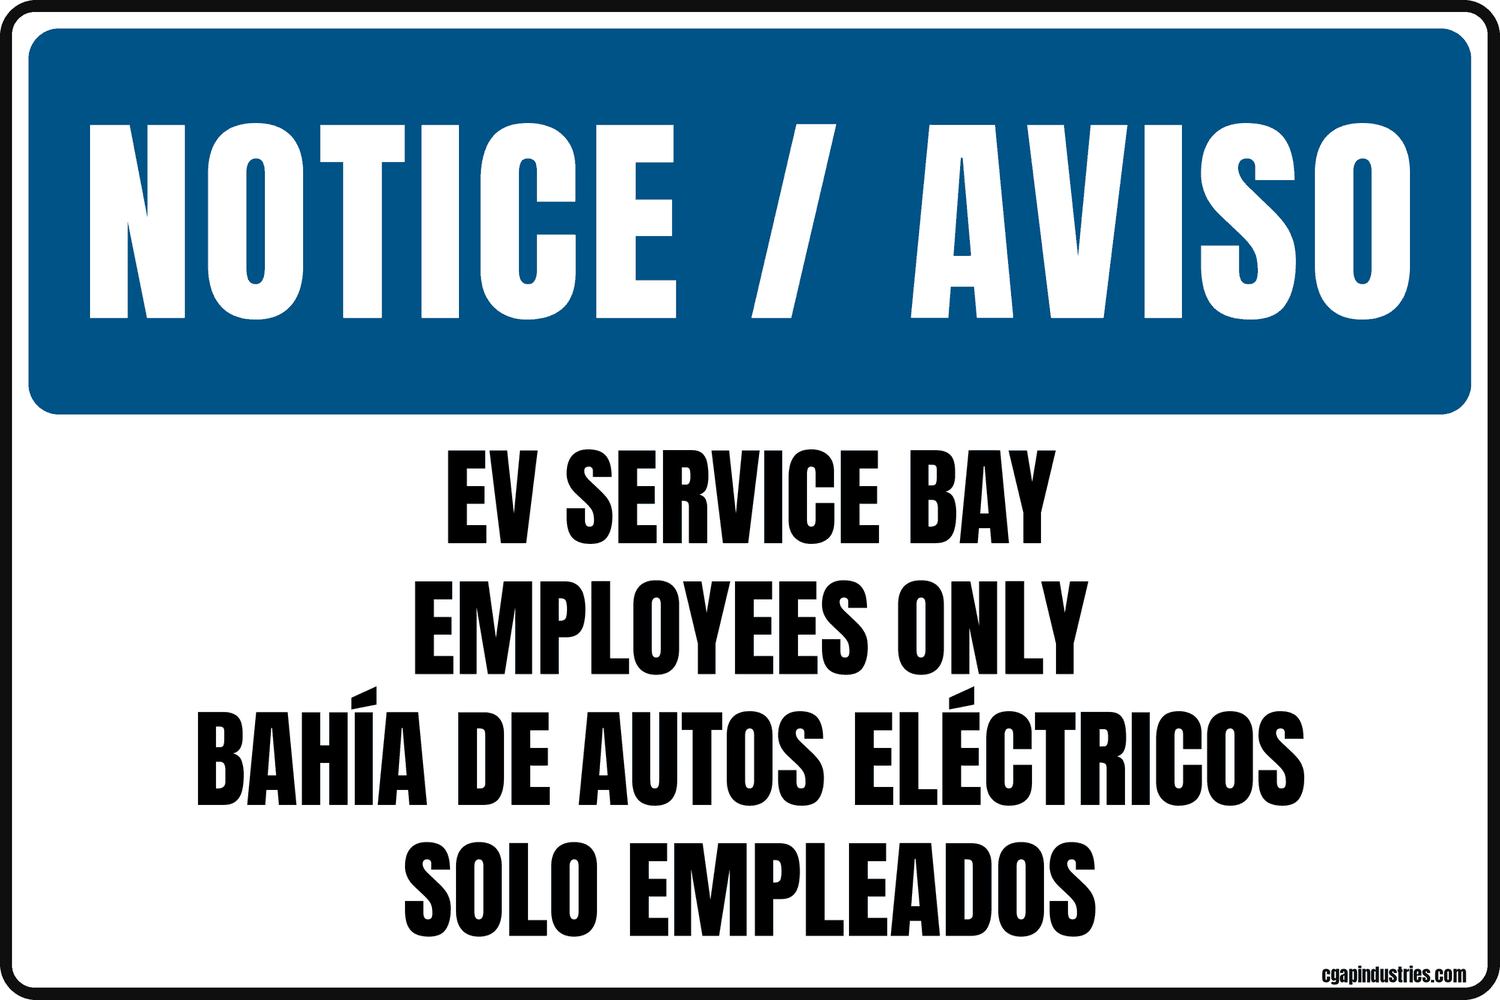 NOTICE / AVISO
EV SERVICE BAY
EMPLOYEES ONLY
BAHÍA DE AUTOS ELÉCTRICOS
SOLO EMPLEADOS
cgapindustries.com